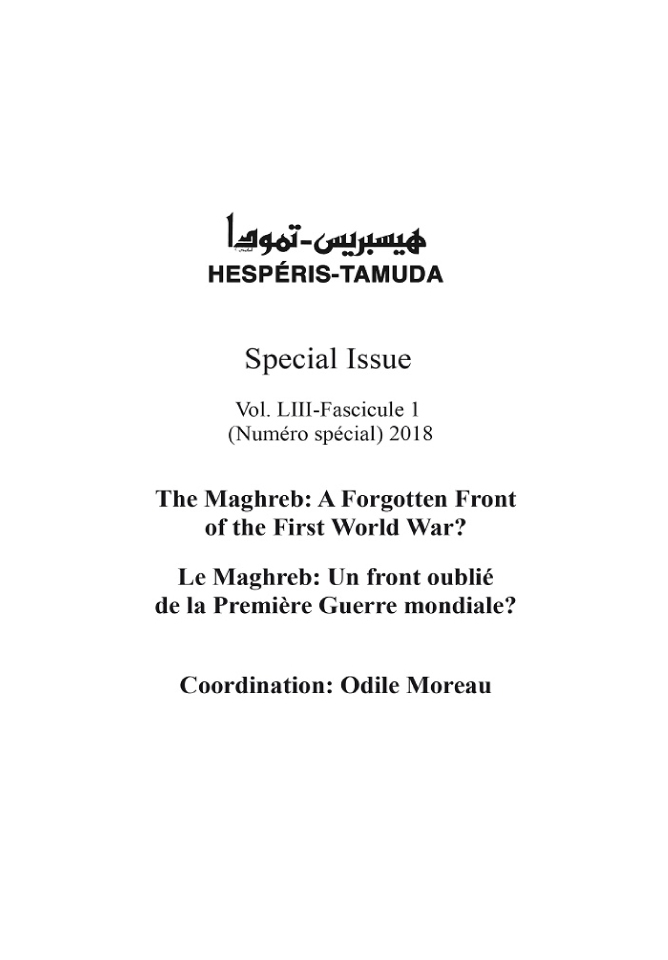 هيسبريس-تمودا
HESPÉRIS-TAMUDA
Special Issue
Vol. LIII-Fascicule 1
(Numéro spécial) 2018
The Maghreb: A Forgotten Front
of the First World War?
Le Maghreb: Un front oublié
de la Première Guerre mondiale?
Coordination: Odile Moreau